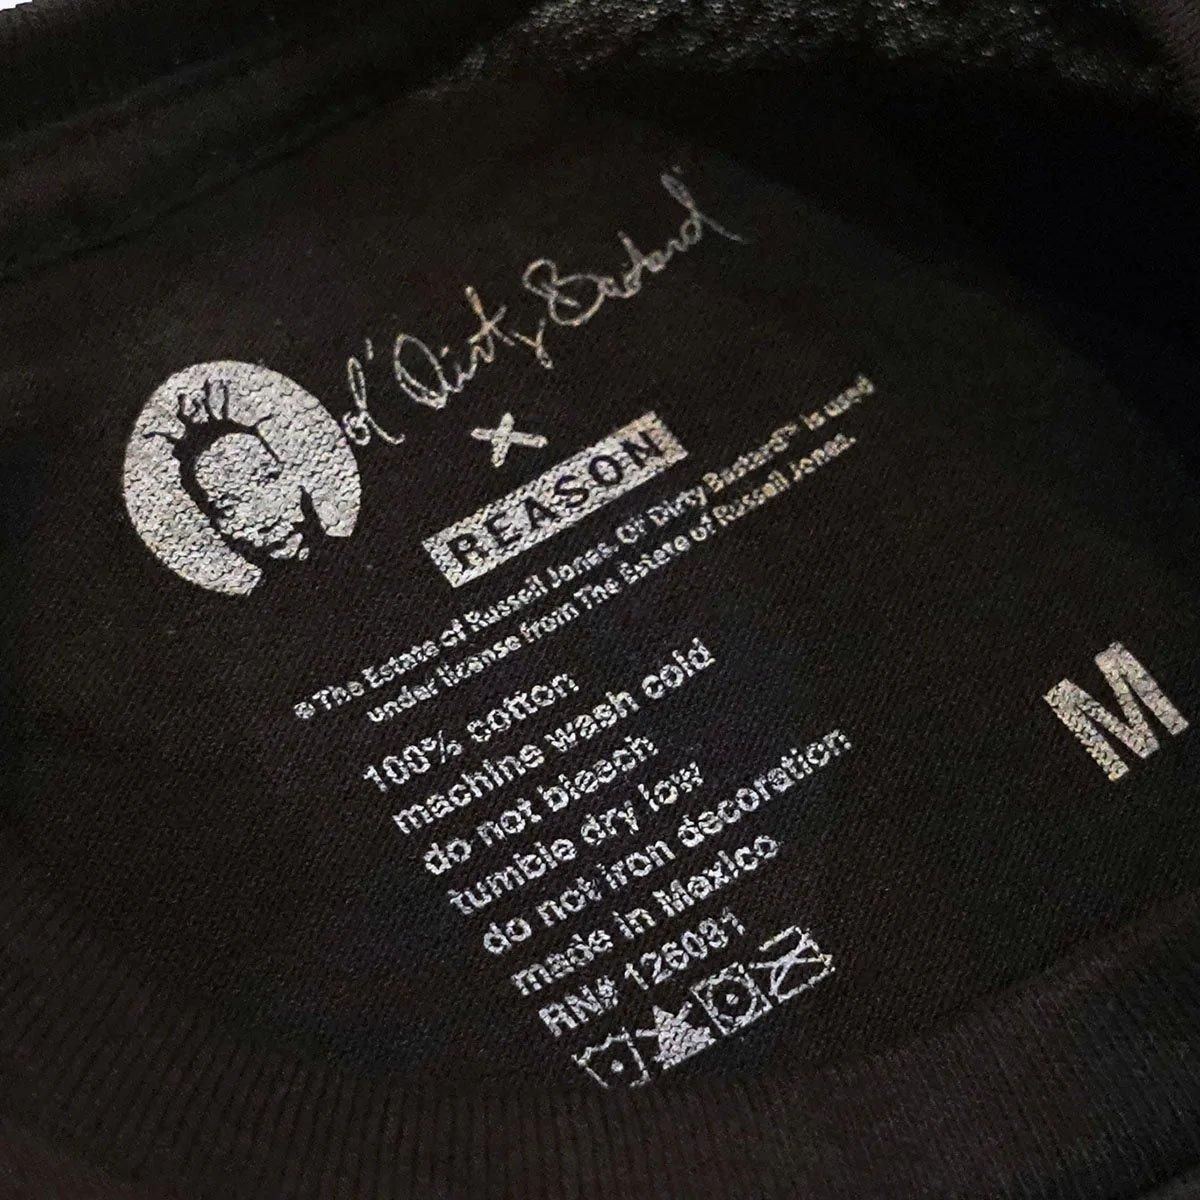 Ol' Dirty Bastard
X
REASON
© The Estate of Russell Jones. Ol' Dirty Bastard™ is used
under license from The Estate of Russell Jones.
100% cotton
machine wash cold
do not bleach
tumble dry low
do not iron decoration
made in Mexico
RN# 126031
M